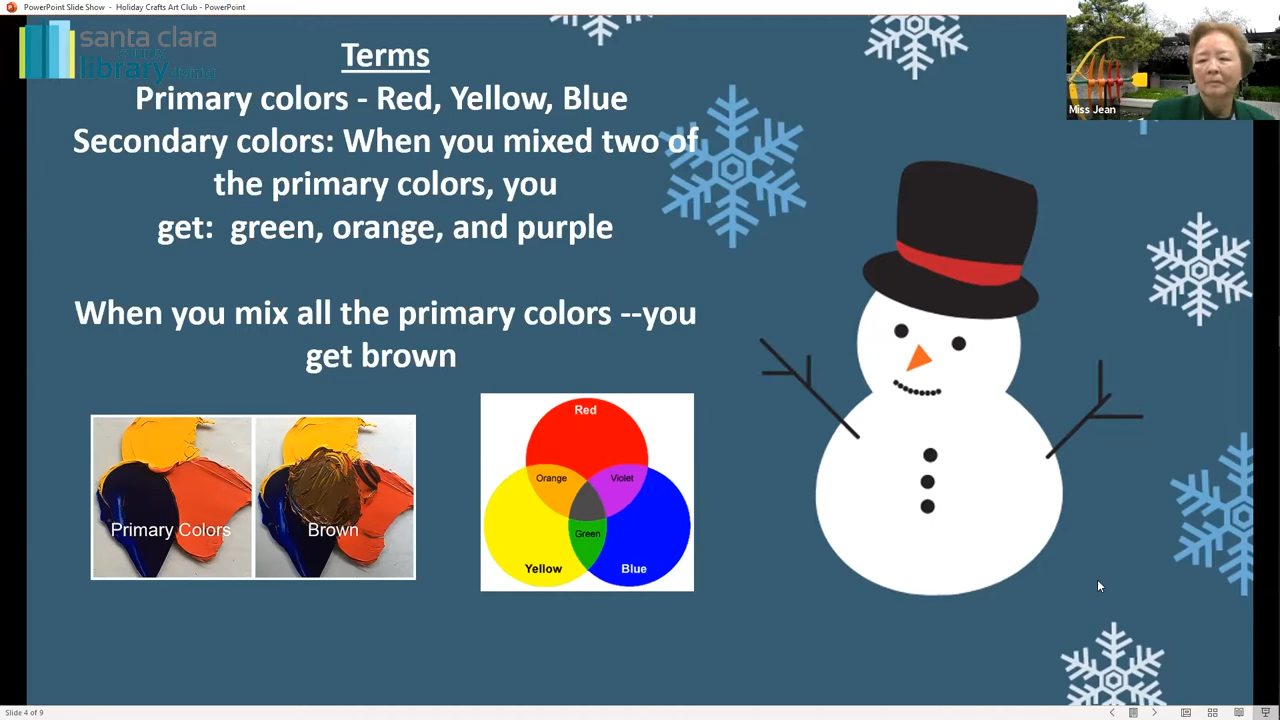 PowerPoint Slide Show - Holiday Crafts Art Club - PowerPoint
santa clara
county
library district
Terms
Primary colors - Red, Yellow, Blue
Secondary colors: When you mixed two of
the primary colors, you
get: green, orange, and purple
When you mix all the primary colors --you
get brown
Primary Colors
Brown
Red
Orange
Violet
Green
Yellow
Blue
Miss Jean
Slide 4 of 9